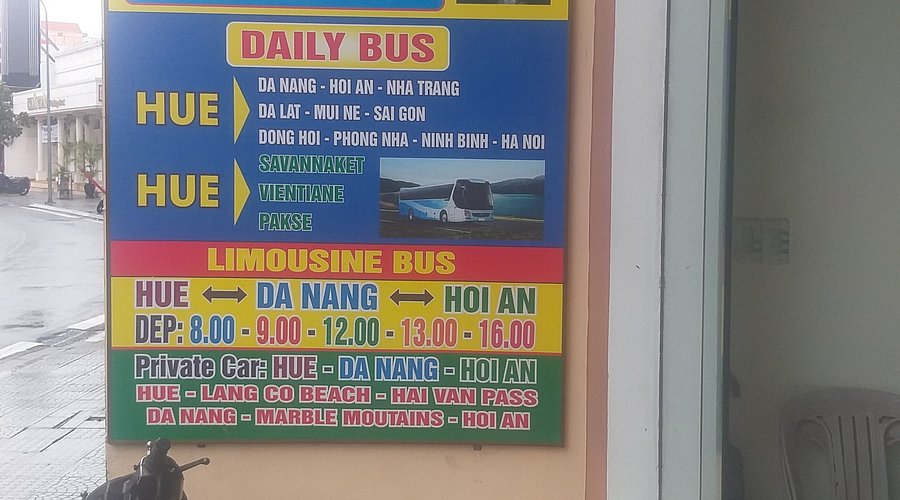 DAILY BUS
HUE
DA NANG - HOI AN - NHA TRANG
DA LAT - MUI NE - SAI GON
DONG HOI - PHONG NHA - NINH BINH - HA NOI
HUE
SAVANNAKET
VIENTIANE
PAKSE
LIMOUSINE BUS
HUE ↔ DA NANG ↔ HOI AN
DEP: 8.00 - 9.00 - 12.00 - 13.00 - 16.00
Private Car: HUE - DA NANG - HOI AN
HUE - LANG CO BEACH - HAI VAN PASS
DA NANG - MARBLE MOUTAINS - HOI AN